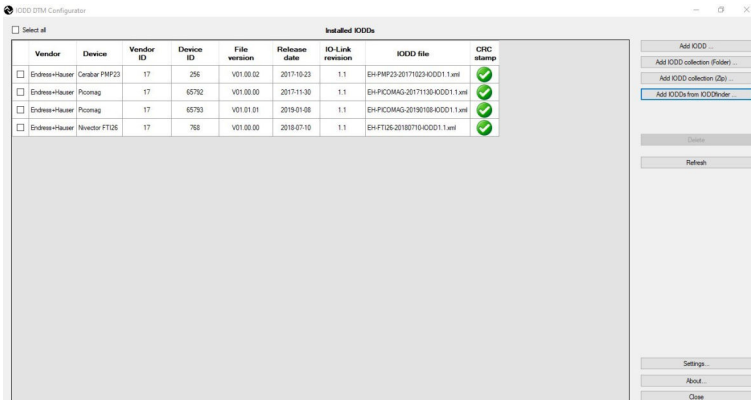 IODD DTM Configurator
Select all
Installed IODDs
Vendor Device Vendor ID Device ID File version Release date IO-Link revision IODD file CRC stamp
Endress+Hauser Cerabar PMP23 17 256 V01.00.02 2017-10-23 1.1 EH-PMP23-20171023-IODD1.1.xml
Endress+Hauser Picomag 17 65792 V01.00.00 2017-11-30 1.1 EH-PICOMAG-20171130-IODD1.1.xml
Endress+Hauser Picomag 17 65793 V01.01.01 2019-01-08 1.1 EH-PICOMAG-20190108-IODD1.1.xml
Endress+Hauser Nivector FTI26 17 768 V01.00.00 2018-07-10 1.1 EH-FTI26-20180710-IODD1.1.xml
Add IODD ...
Add IODD collection (Folder) ...
Add IODD collection (Zip) ...
Add IODDs from IODDfinder ...
Delete
Refresh
Settings...
About...
Close